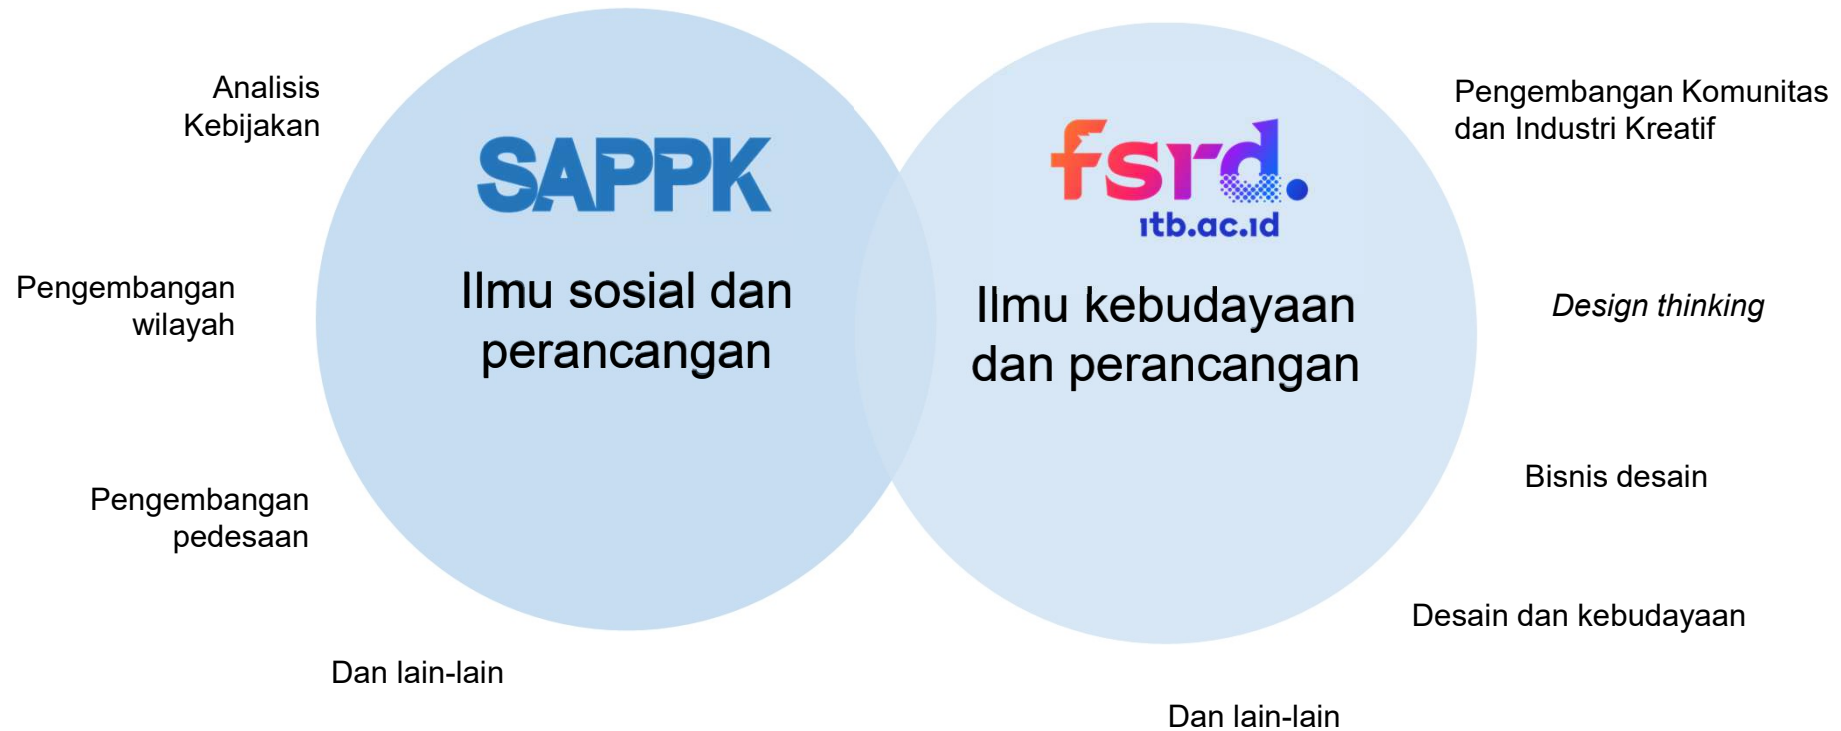 Analisis
Kebijakan
Pengembangan
wilayah
Pengembangan
pedesaan
Dan lain-lain
SAPPK
Ilmu sosial dan
perancangan
fsrd.
itb.ac.id
Ilmu kebudayaan
dan perancangan
Pengembangan Komunitas
dan Industri Kreatif
Design thinking
Bisnis desain
Desain dan kebudayaan
Dan lain-lain